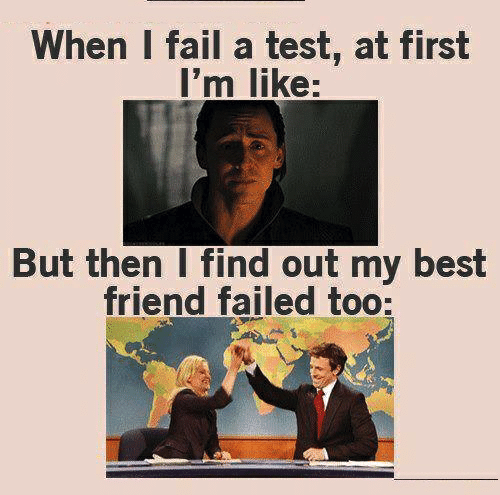 When I fail a test, at first
I’m like:
But then I find out my best
friend failed too: